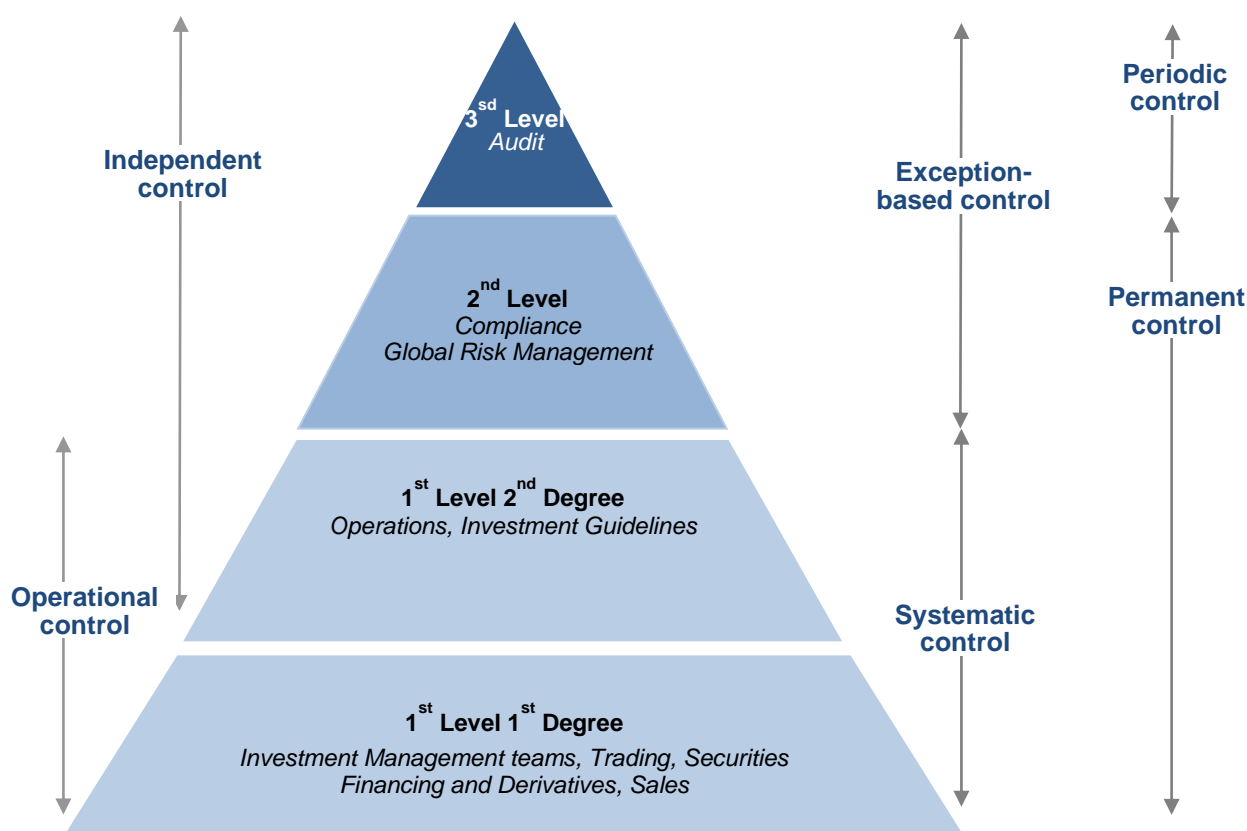 3sd Level
Audit
Independent
control
Exception-
based control
Periodic
control
2nd Level
Compliance
Global Risk Management
Permanent
control
1st Level 2nd Degree
Operations, Investment Guidelines
Operational
control
Systematic
control
1st Level 1st Degree
Investment Management teams, Trading, Securities
Financing and Derivatives, Sales